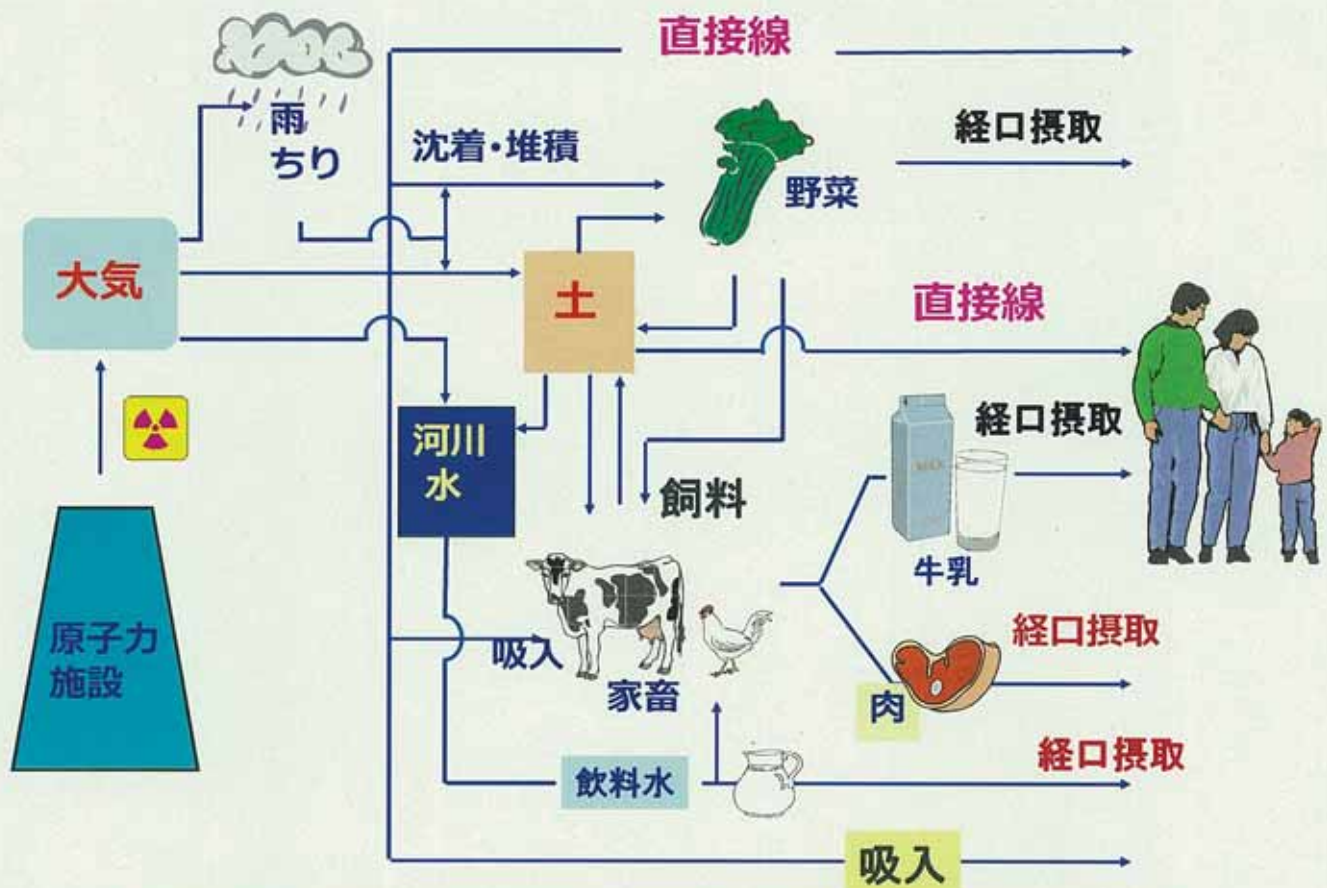 直接線
雨
ちり
沈着・堆積
経口摂取
野菜
大気
土
直接線
経口摂取
河川
水
飼料
牛乳
原子力
施設
吸入
家畜
経口摂取
肉
経口摂取
飲料水
吸入